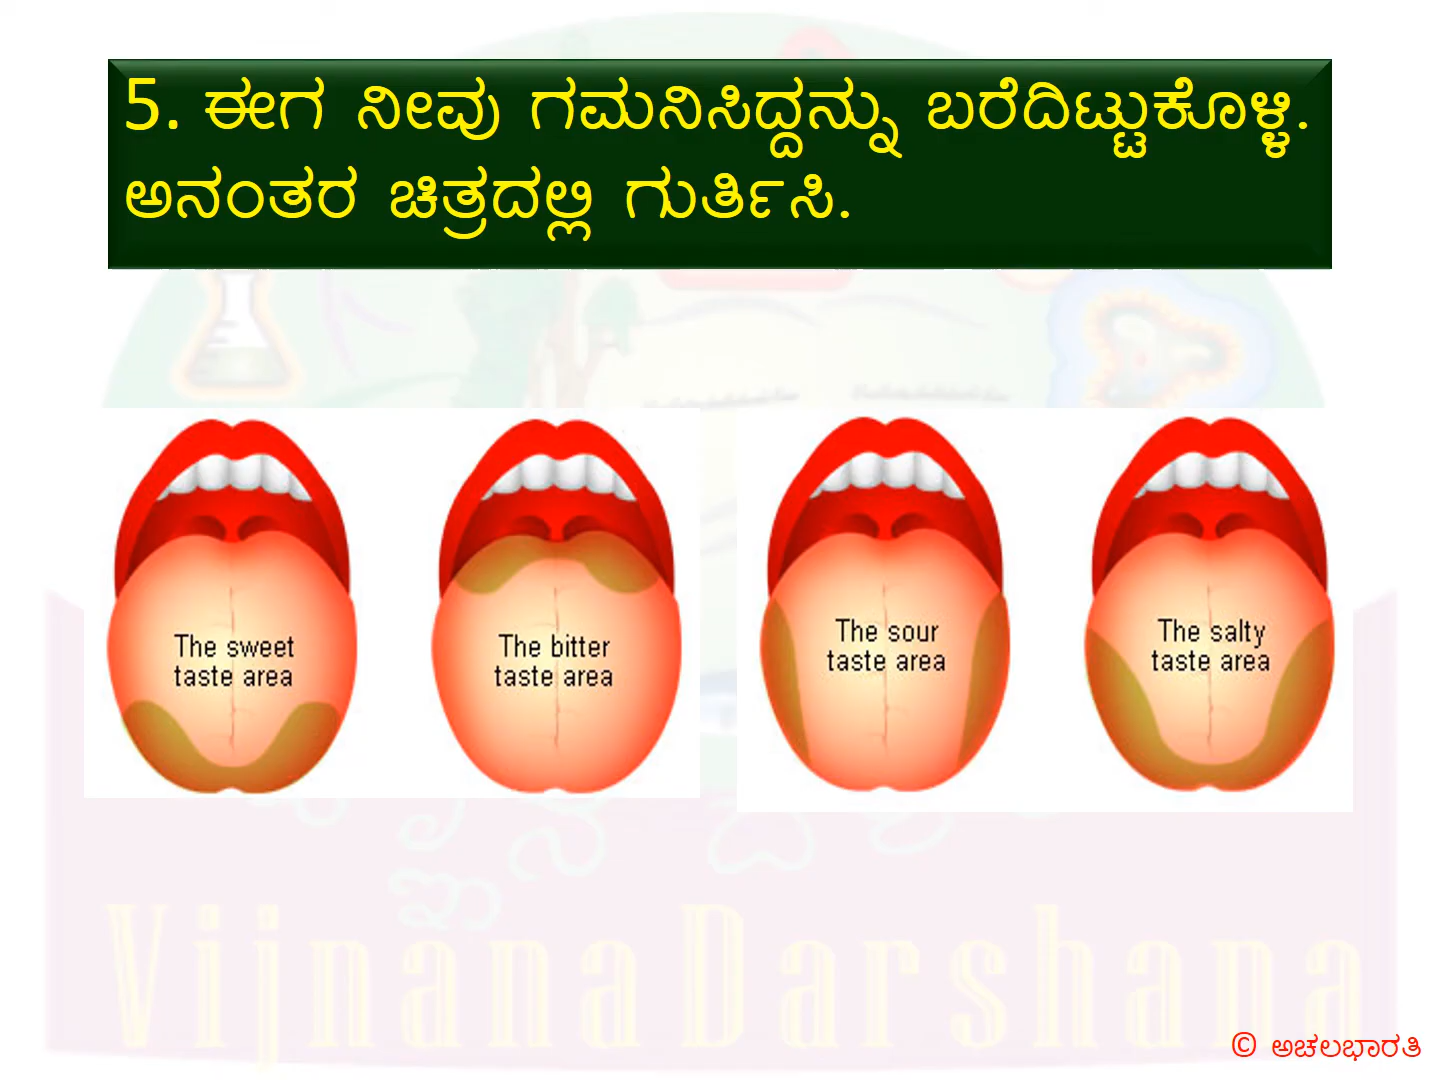 5. ಈಗ ನೀವು ಗಮನಿಸಿದ್ದನ್ನು ಬರೆದಿಟ್ಟುಕೊಳ್ಳಿ.
ಅನಂತರ ಚಿತ್ರದಲ್ಲಿ ಗುರ್ತಿಸಿ.
The sweet
taste area
The bitter
taste area
The sour
taste area
The salty
taste area
Vijnana Darshana
© ಅಚಲಭಾರತಿ